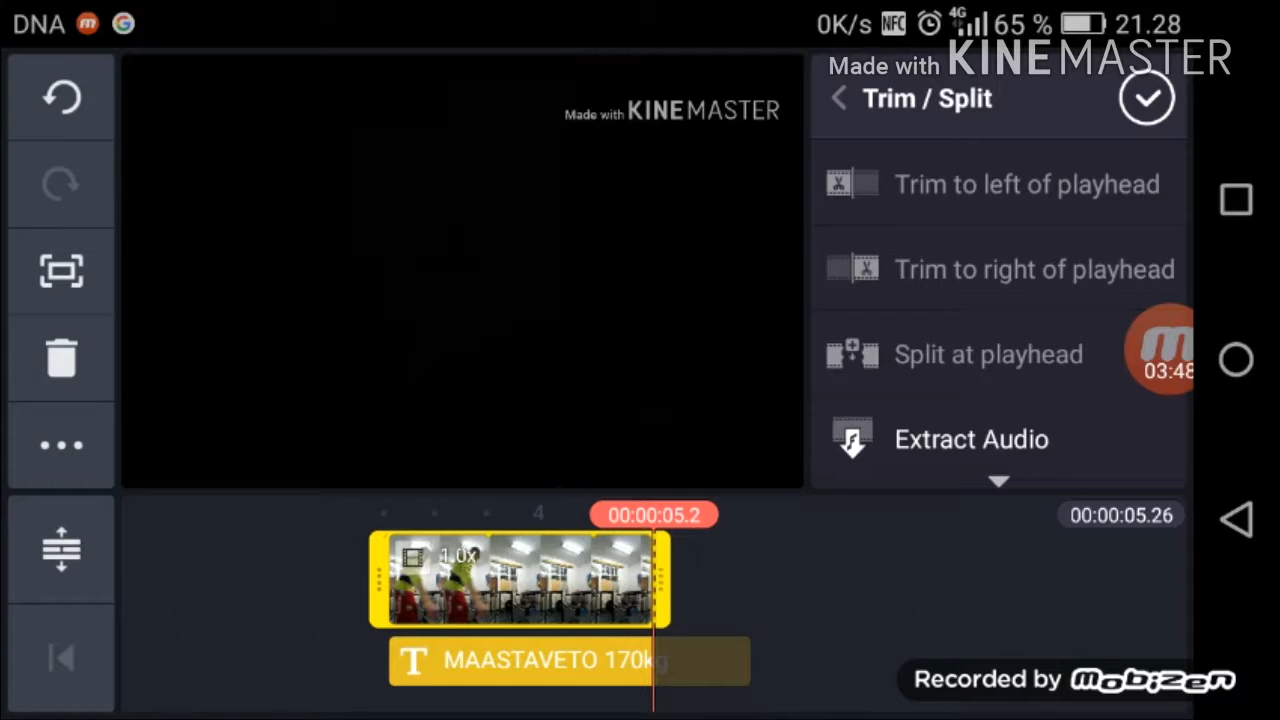 DNA
0K/s NFC 4G 65 % 21.28
Made with KINEMASTER
Made with KINEMASTER
Trim / Split
Trim to left of playhead
Trim to right of playhead
Split at playhead
03:48
Extract Audio
4
00:00:05.2
00:00:05.26
1.0x
T MAASTAVETO 170kg
Recorded by mobizen